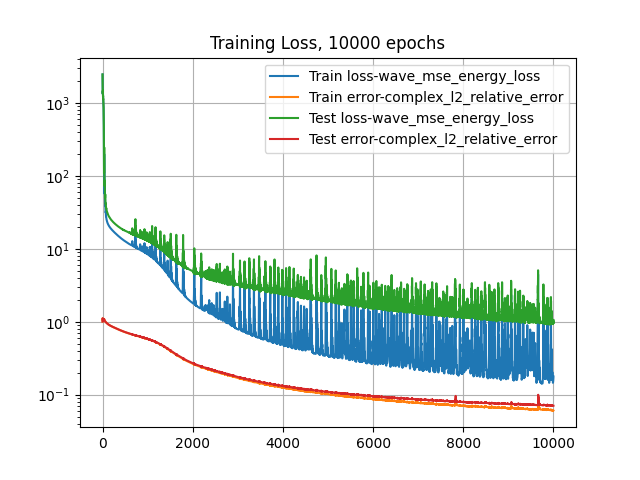 Training Loss, 10000 epochs
Train loss-wave_mse_energy_loss
Train error-complex_l2_relative_error
Test loss-wave_mse_energy_loss
Test error-complex_l2_relative_error
10³
10²
10¹
10⁰
10⁻¹
0 2000 4000 6000 8000 10000